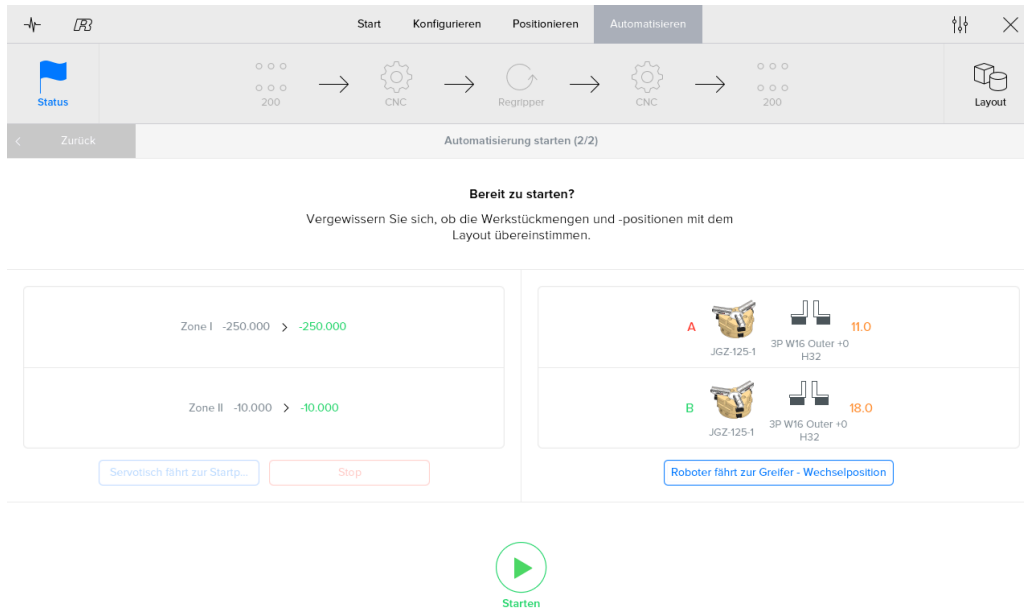 Start Konfigurieren Positionieren Automatisieren
Status
200
CNC
Regripper
CNC
200
Layout
Zurück
Automatisierung starten (2/2)
Bereit zu starten?
Vergewissern Sie sich, ob die Werkstückmengen und -positionen mit dem
Layout übereinstimmen.
Zone I -250.000 > -250.000
Zone II -10.000 > -10.000
Servotisch fährt zur Startp...
Stop
A
JGZ-125-1
3P W16 Outer +0
H32
11.0
B
JGZ-125-1
3P W16 Outer +0
H32
18.0
Roboter fährt zur Greifer - Wechselposition
Starten